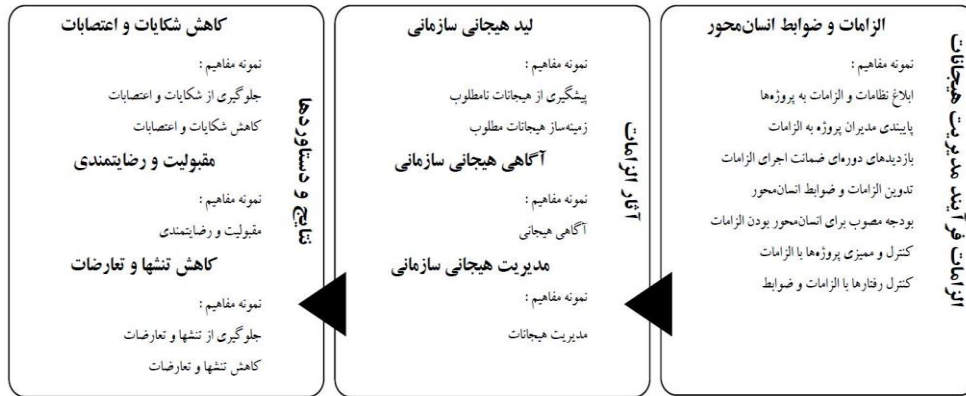 الزامات فرآیند مدیریت هیجانات
الزامات و ضوابط انسان‌محور
نمونه مفاهیم :
ابلاغ نظامات و الزامات به پروژه‌ها
پایبندی مدیران پروژه به الزامات
بازدیدهای دوره‌ای ضمانت اجرای الزامات
تدوین الزامات و ضوابط انسان‌محور
بودجه مصوب برای انسان‌محور بودن الزامات
کنترل و ممیزی پروژه‌ها با الزامات
کنترل رفتارها با الزامات و ضوابط
آثار الزامات
لید هیجانی سازمانی
نمونه مفاهیم :
پیشگیری از هیجانات نامطلوب
زمینه‌ساز هیجانات مطلوب
آگاهی هیجانی سازمانی
نمونه مفاهیم :
آگاهی هیجانی
مدیریت هیجانی سازمانی
نمونه مفاهیم :
مدیریت هیجانات
نتایج و دستاوردها
کاهش شکایات و اعتصابات
نمونه مفاهیم :
جلوگیری از شکایات و اعتصابات
کاهش شکایات و اعتصابات
مقبولیت و رضایتمندی
نمونه مفاهیم :
مقبولیت و رضایتمندی
کاهش تنشها و تعارضات
نمونه مفاهیم :
جلوگیری از تنشها و تعارضات
کاهش تنشها و تعارضات